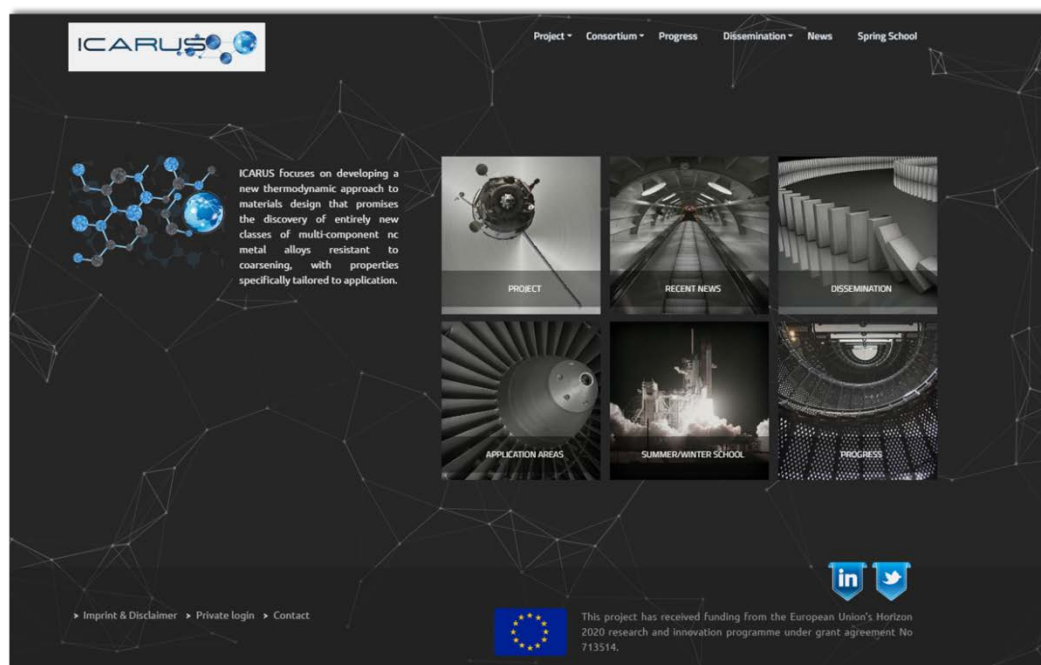 ICARUS
Project Consortium Progress Dissemination News Spring School
ICARUS focuses on developing a
new thermodynamic approach to
materials design that promises
the discovery of entirely new
classes of multi-component nc
metal alloys resistant to
coarsening, with properties
specifically tailored to application.
PROJECT
RECENT NEWS
DISSEMINATION
APPLICATION AREAS
SUMMER/WINTER SCHOOL
PROGRESS
in
Imprint & Disclaimer Private login Contact
This project has received funding from the European Union's Horizon
2020 research and innovation programme under grant agreement No
713514.